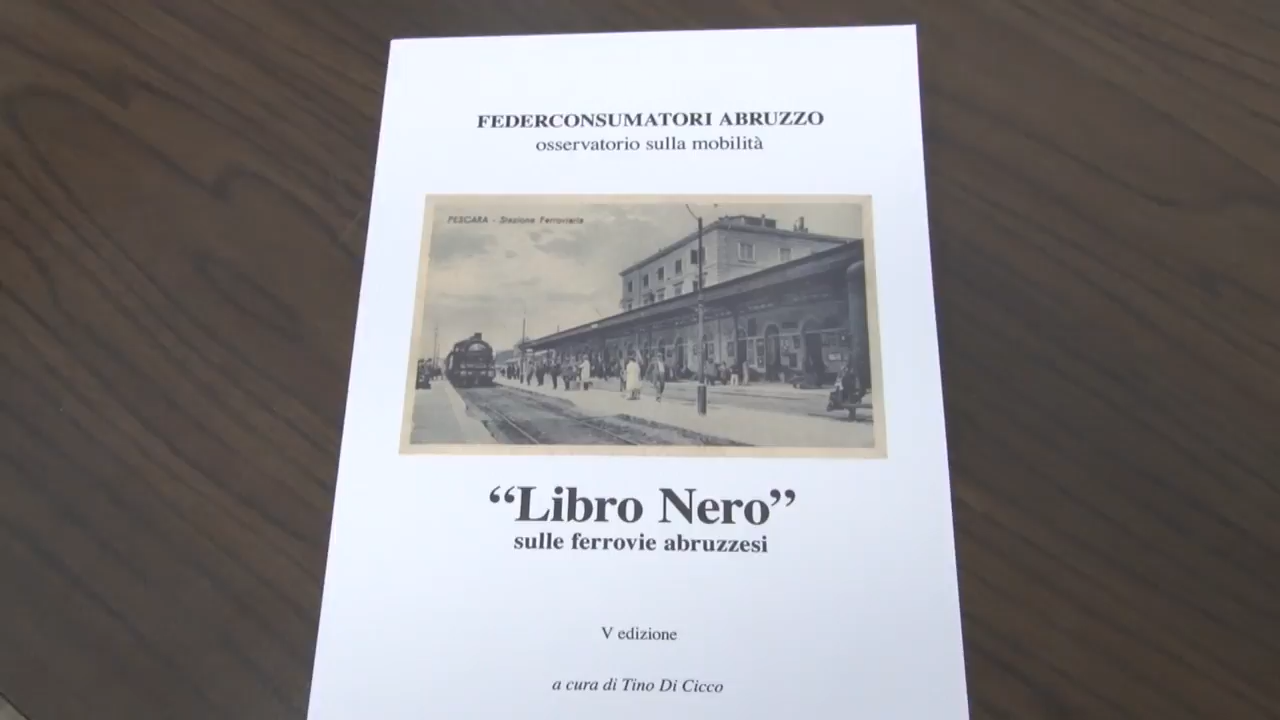 FEDERCONSUMATORI ABRUZZO
osservatorio sulla mobilità
PESCARA - Stazione Ferroviaria
“Libro Nero”
sulle ferrovie abruzzesi
V edizione
a cura di Tino Di Cicco